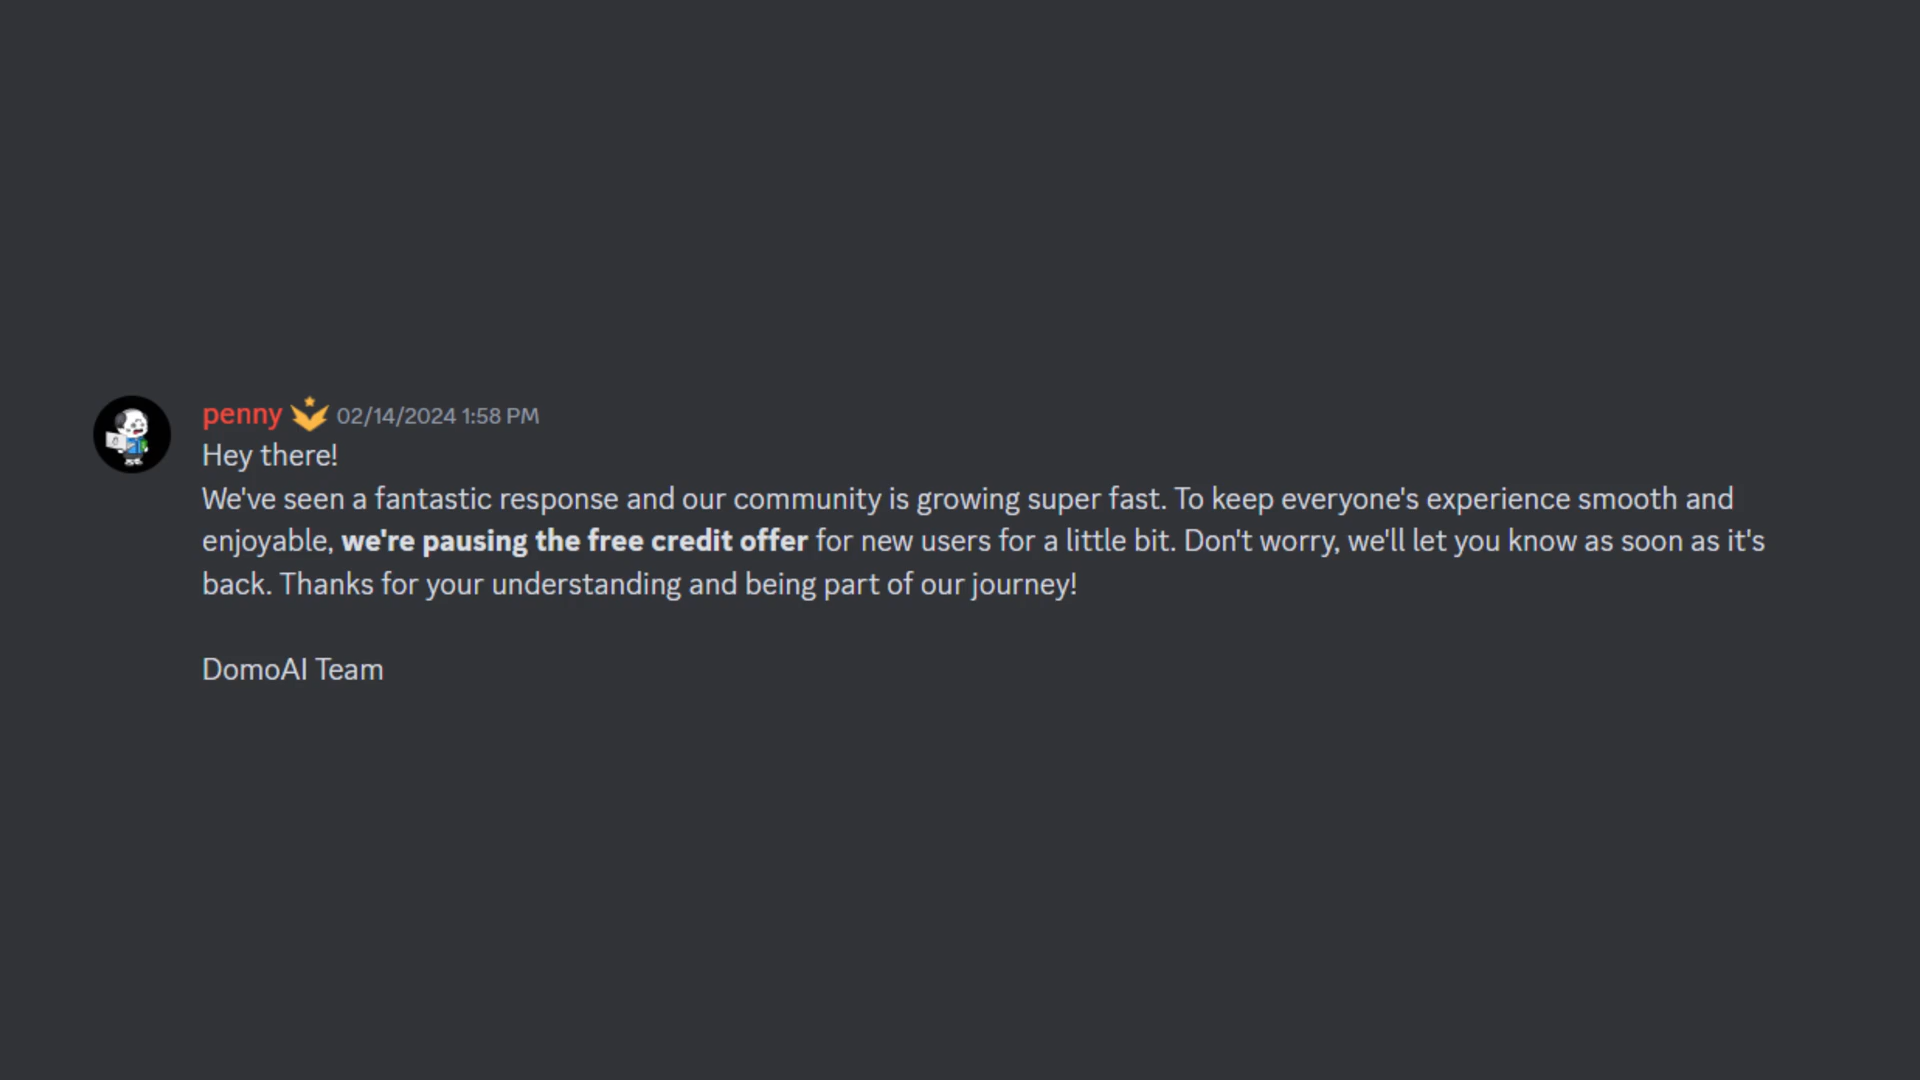 penny 02/14/2024 1:58 PM
Hey there!
We've seen a fantastic response and our community is growing super fast. To keep everyone's experience smooth and
enjoyable, we're pausing the free credit offer for new users for a little bit. Don't worry, we'll let you know as soon as it's
back. Thanks for your understanding and being part of our journey!
DomoAI Team